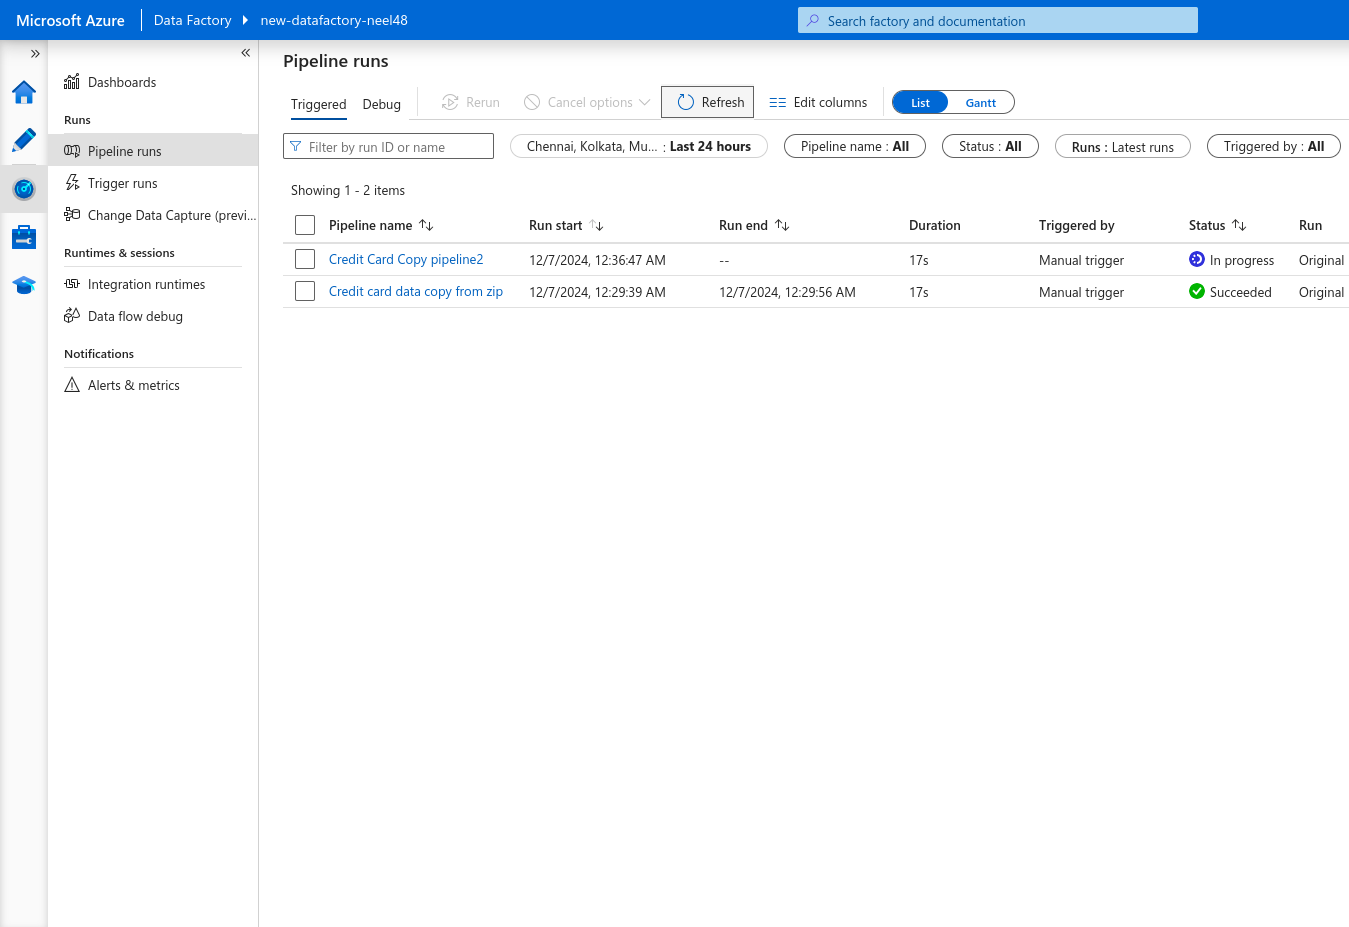 Microsoft Azure
Data Factory
new-datafactory-neel48
Search factory and documentation
Dashboards
Runs
Pipeline runs
Trigger runs
Change Data Capture (previ...
Runtimes & sessions
Integration runtimes
Data flow debug
Notifications
Alerts & metrics
Pipeline runs
Triggered Debug Rerun Cancel options Refresh Edit columns List Gantt
Filter by run ID or name
Chennai, Kolkata, Mu... : Last 24 hours
Pipeline name : All
Status : All
Runs : Latest runs
Triggered by : All
Showing 1 - 2 items
Pipeline name Run start Run end Duration Triggered by Status Run
Credit Card Copy pipeline2 12/7/2024, 12:36:47 AM -- 17s Manual trigger In progress Original
Credit card data copy from zip 12/7/2024, 12:29:39 AM 12/7/2024, 12:29:56 AM 17s Manual trigger Succeeded Original